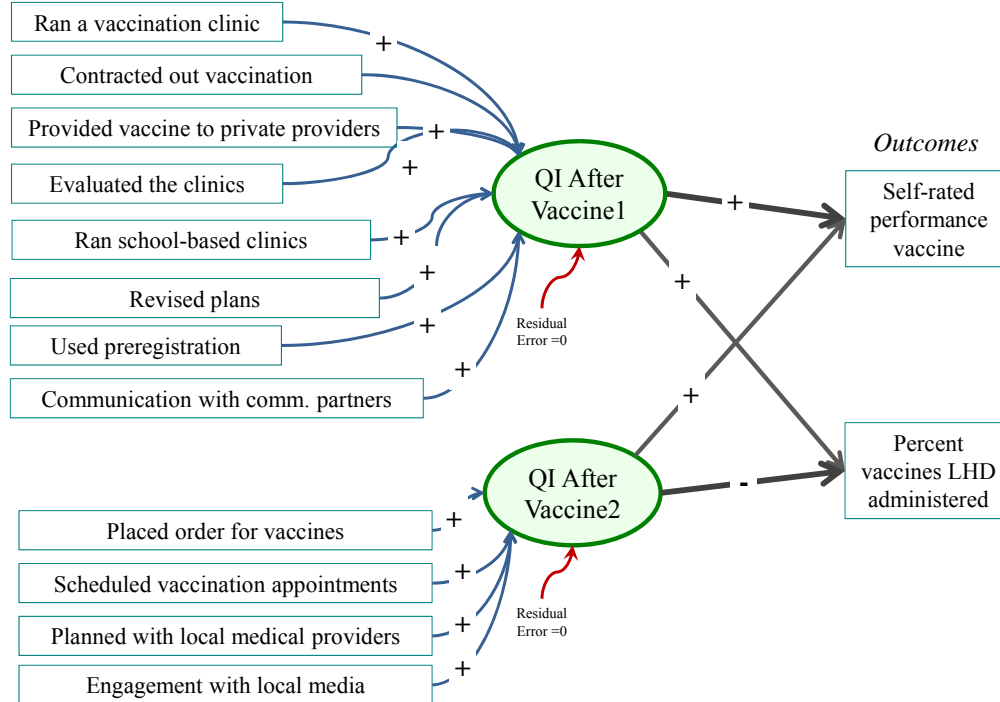 Ran a vaccination clinic
+
Contracted out vaccination
Provided vaccine to private providers
+
+
Evaluated the clinics
Ran school-based clinics
+
Revised plans
+
Used preregistration
+
Communication with comm. partners
+
QI After
Vaccine1
Residual
Error =0
+
+
Outcomes
Self-rated
performance
vaccine
Placed order for vaccines
+
Scheduled vaccination appointments
+
Planned with local medical providers
+
Engagement with local media
+
QI After
Vaccine2
Residual
Error =0
+
-
Percent
vaccines LHD
administered